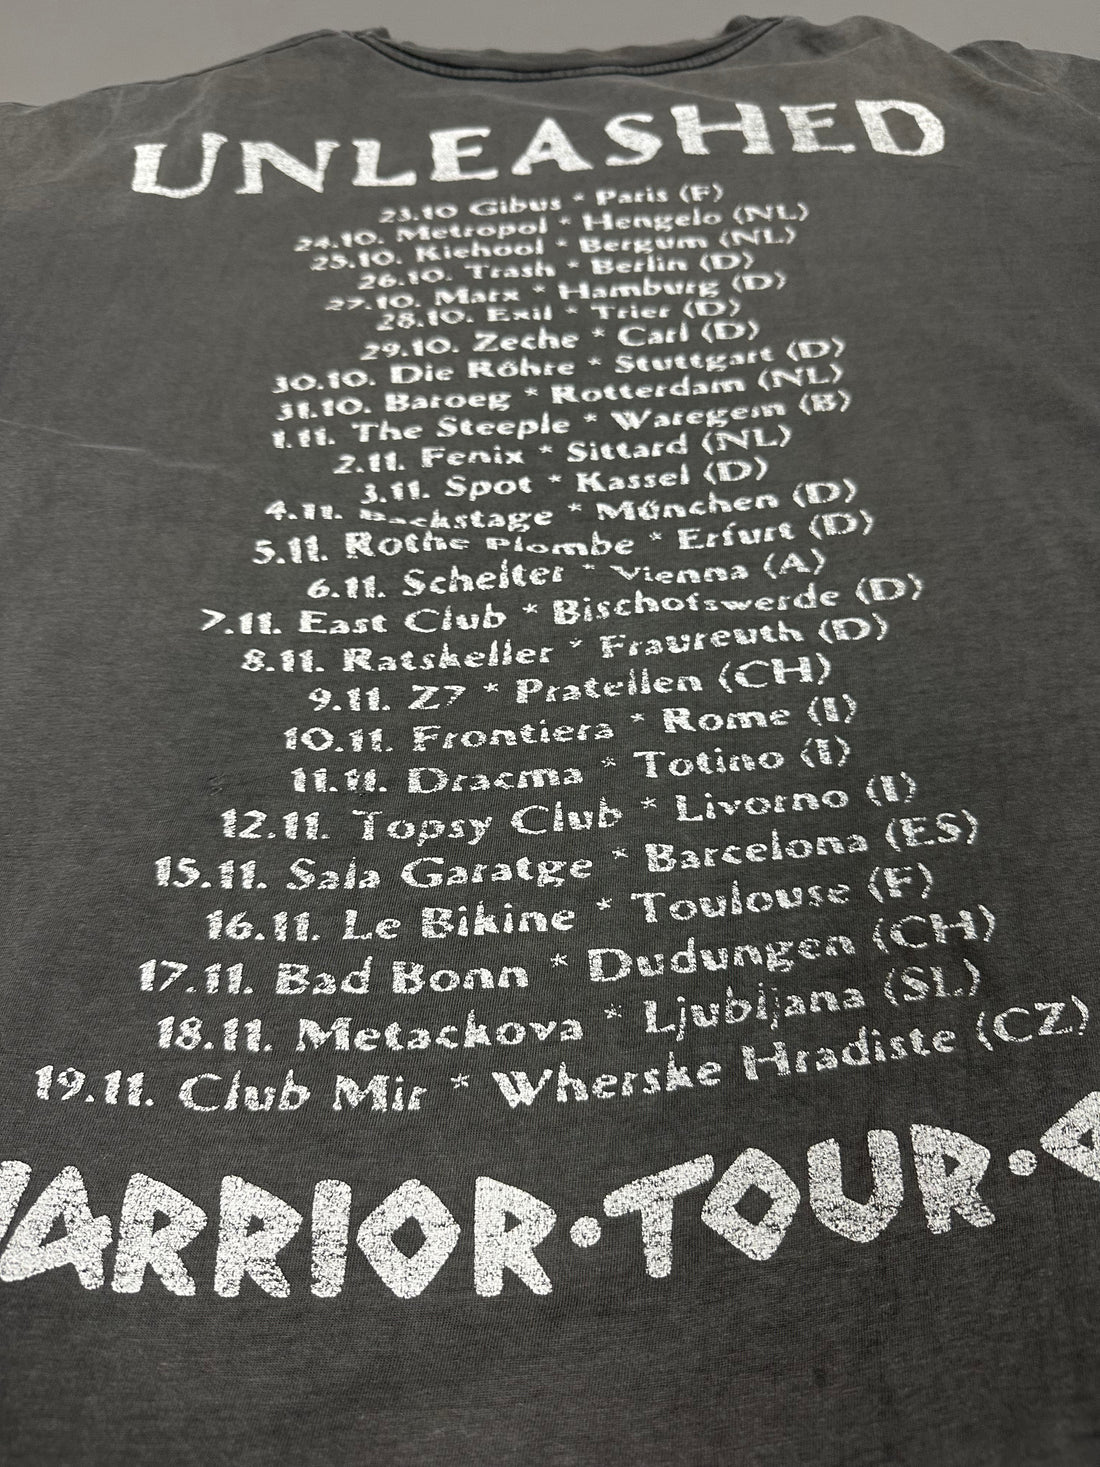 UNLEASHED
23.10 Gibus * Paris (F)
24.10. Metropol * Hengelo (NL)
25.10. Kiehool * Bergum (NL)
26.10. Trash * Berlin (D)
27.10. Marx * Hamburg (D)
28.10. Exil * Trier (D)
29.10. Zeche * Carl (D)
30.10. Die Röhre * Stuttgart (D)
31.10. Baroeg * Rotterdam (NL)
1.11. The Steeple * Waregem (B)
2.11. Fenix * Sittard (NL)
3.11. Spot * Kassel (D)
4.11. Backstage * München (D)
5.11. Rothe Plombe * Erfurt (D)
6.11. Schelter * Vienna (A)
7.11. East Club * Bischofswerde (D)
8.11. Ratskeller * Fraureuth (D)
9.11. Z7 * Pratellen (CH)
10.11. Frontiera * Rome (I)
11.11. Dracma * Totino (I)
12.11. Topsy Club * Livorno (I)
15.11. Sala Garatge * Barcelona (ES)
16.11. Le Bikine * Toulouse (F)
17.11. Bad Bonn * Dudungen (CH)
18.11. Metackova * Ljubljana (SL)
19.11. Club Mir * Wherske Hradiste (CZ)
WARRIOR · TOUR ·